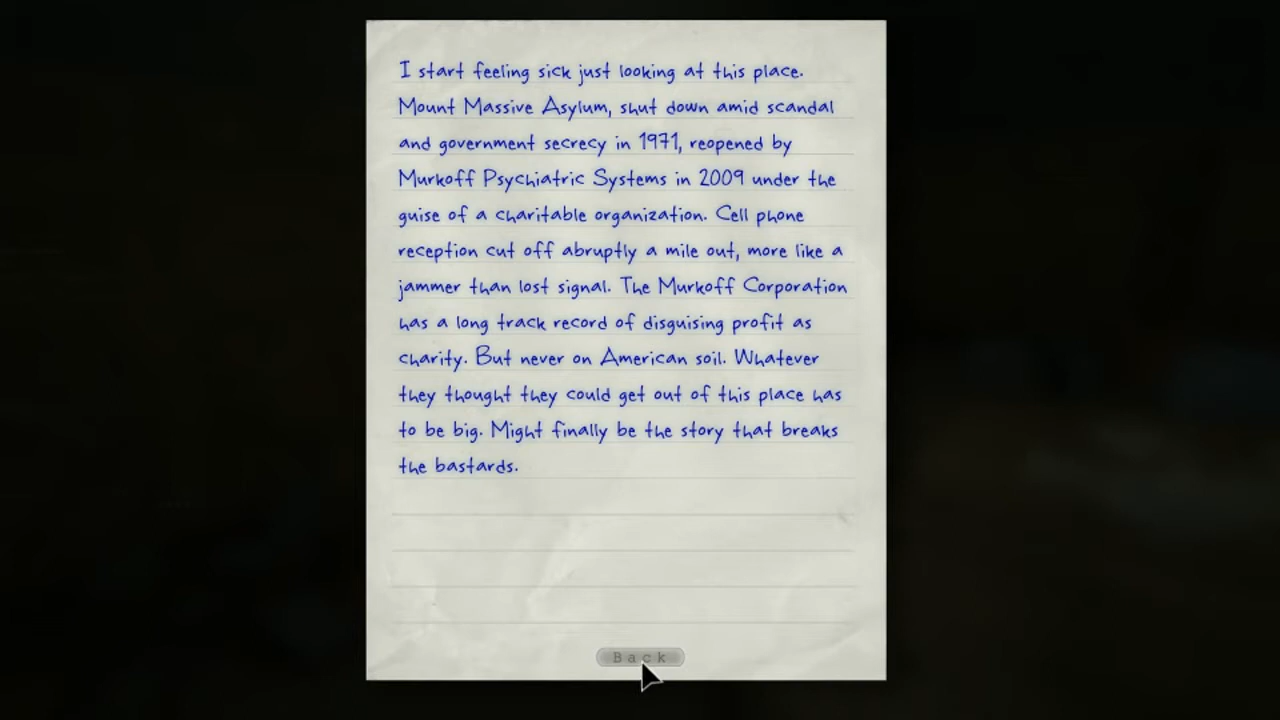 I start feeling sick just looking at this place.
Mount Massive Asylum, shut down amid scandal
and government secrecy in 1971, reopened by
Murkoff Psychiatric Systems in 2009 under the
guise of a charitable organization. Cell phone
reception cut off abruptly a mile out, more like a
jammer than lost signal. The Murkoff Corporation
has a long track record of disguising profit as
charity. But never on American soil. Whatever
they thought they could get out of this place has
to be big. Might finally be the story that breaks
the bastards.
Back